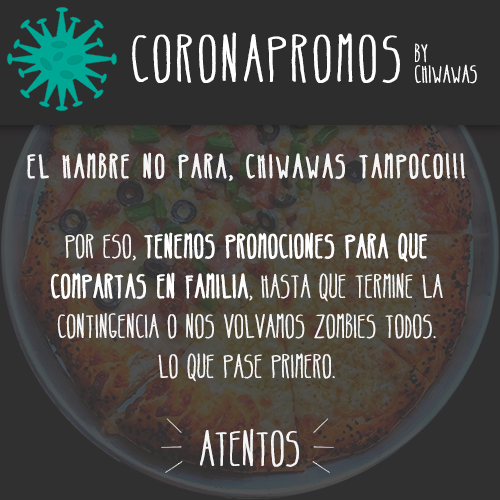 CORONAPROMOS BY
CHIWAWAS
EL HAMBRE NO PARA, CHIWAWAS TAMPOCO!!!
POR ESO, TENEMOS PROMOCIONES PARA QUE
COMPARTAS EN FAMILIA, HASTA QUE TERMINE LA
CONTINGENCIA O NOS VOLVAMOS ZOMBIES TODOS.
LO QUE PASE PRIMERO.
ATENTOS